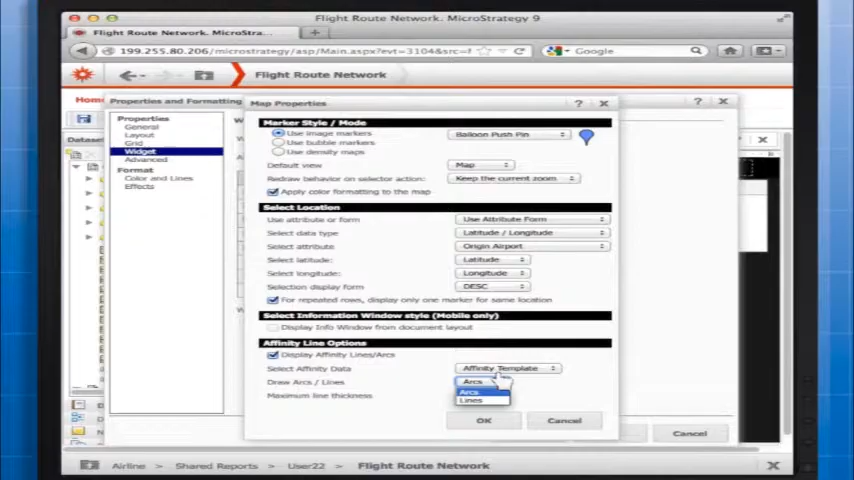 Flight Route Network. MicroStrategy 9
Flight Route Network. MicroStra...
199.255.80.206/microstrategy/asp/Main.aspx?evt=3104&src=
Google
Flight Route Network
Home
Properties and Formatting
Map Properties
? ×
? ×
Properties
General
Layout
Grid
Widget
Advanced
Format
Color and Lines
Effects
Marker Style / Mode
Use image markers
Balloon Push Pin
Use bubble markers
Use density maps
Default view
Map
Redraw behavior on selector action:
Keep the current zoom
Apply color formatting to the map
Select Location
Use attribute or form
Use Attribute Form
Select data type
Latitude / Longitude
Select attribute
Origin Airport
Select latitude:
Latitude
Select longitude:
Longitude
Selection display form
DESC
For repeated rows, display only one marker for same location
Select Information Window style (Mobile only)
Display Info Window from document layout
Affinity Line Options
Display Affinity Lines/Arcs
Select Affinity Data
Affinity Template
Draw Arcs / Lines
Arcs
Arcs
Lines
Maximum line thickness
OK
Cancel
Cancel
Airline > Shared Reports > User22 > Flight Route Network